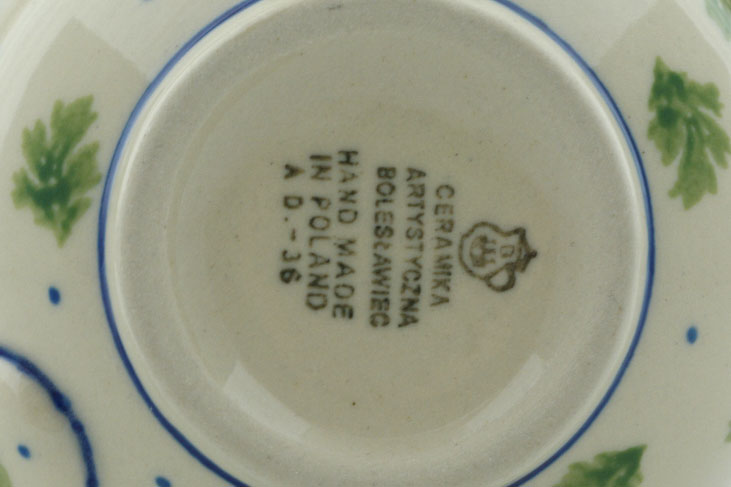 B
CERAMIKA
ARTYSTYCZNA
BOLESŁAWIEC
HAND MADE
IN POLAND
A D.-36